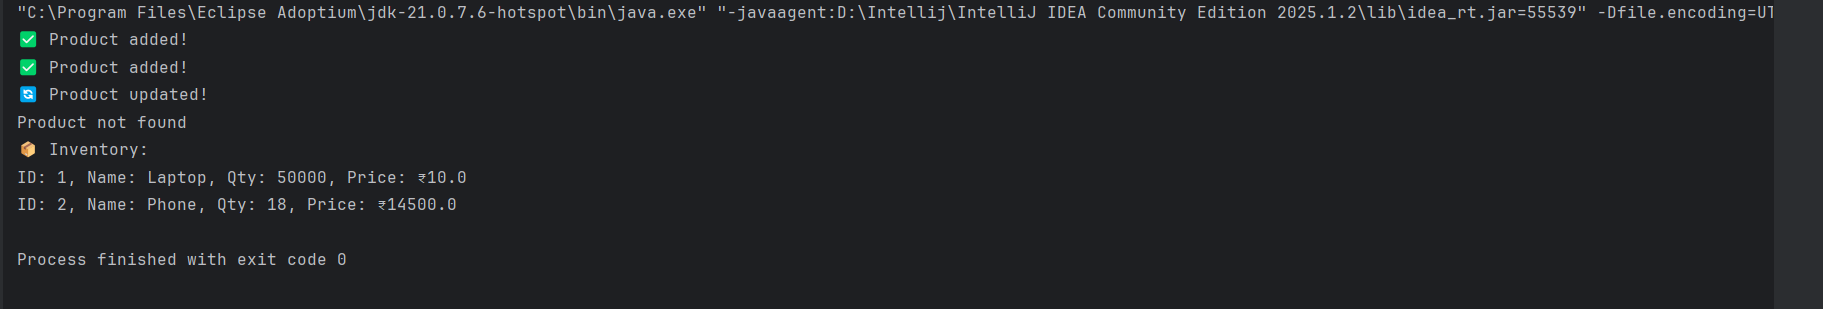 "C:\Program Files\Eclipse Adoptium\jdk-21.0.7.6-hotspot\bin\java.exe" "-javaagent:D:\Intellij\IntelliJ IDEA Community Edition 2025.1.2\lib\idea_rt.jar=55539" -Dfile.encoding=UT
✅ Product added!
✅ Product added!
🔄 Product updated!
Product not found
📦 Inventory:
ID: 1, Name: Laptop, Qty: 50000, Price: ₹10.0
ID: 2, Name: Phone, Qty: 18, Price: ₹14500.0
Process finished with exit code 0